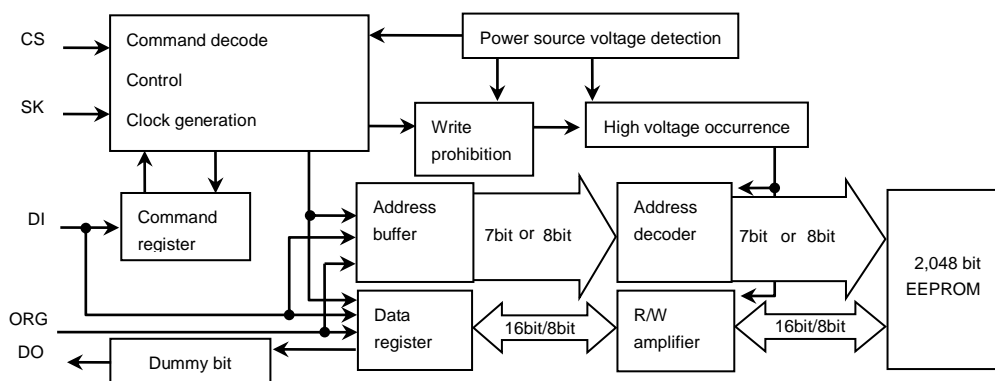 CS
Command decode
Power source voltage detection
Control
SK
Clock generation
Write
prohibition
High voltage occurrence
DI
Command
register
Address
buffer
7bit or 8bit
Address
decoder
7bit or 8bit
2,048 bit
EEPROM
ORG
Data
register
16bit/8bit
R/W
amplifier
16bit/8bit
DO
Dummy bit